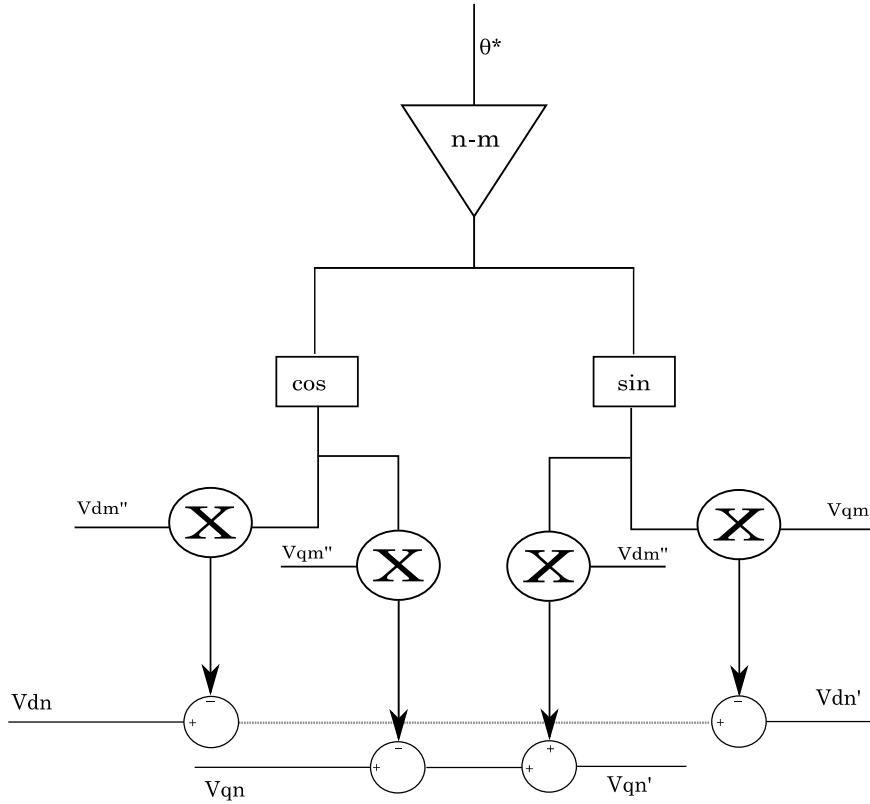 θ*
n-m
cos
sin
Vdm"
X
Vqm"
X
X
Vdm"
X
Vqm
Vdn
+
−
+
−
Vdn'
Vqn
+
−
+
+
Vqn'